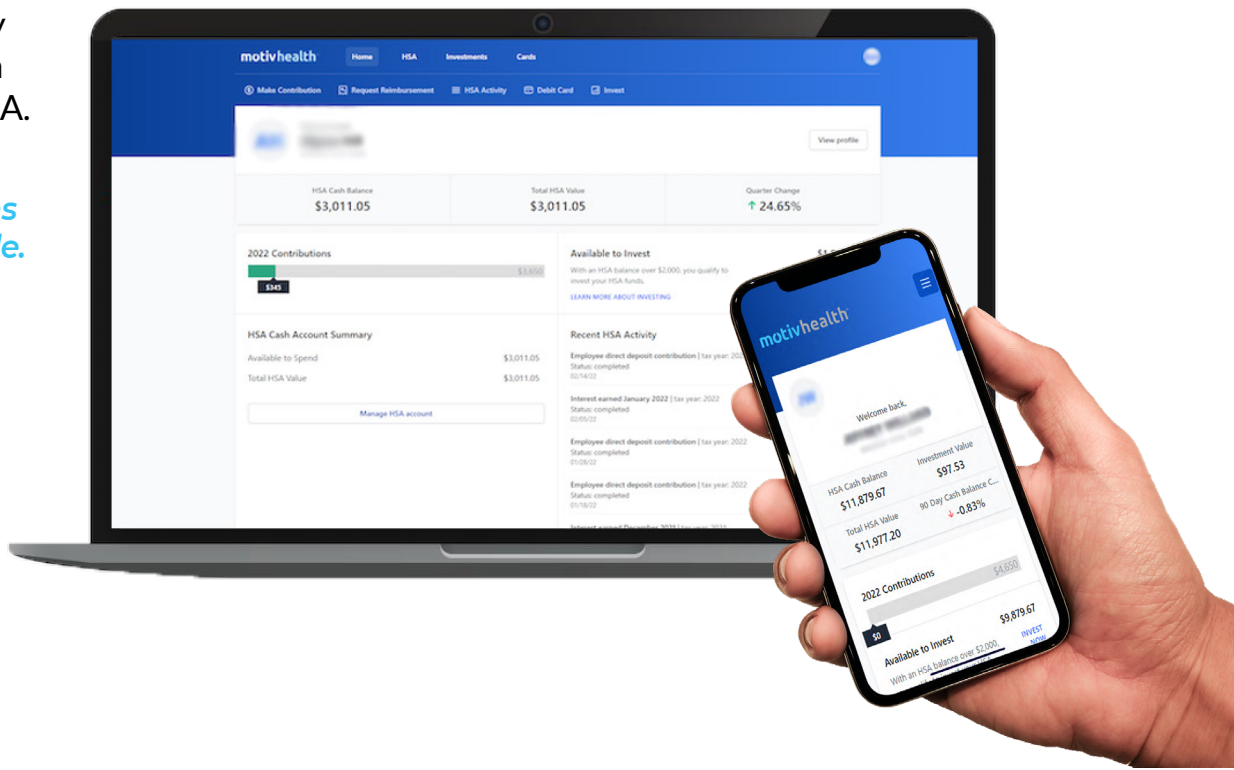 A.
motivhealth
Home HSA Investments Cards
Make Contribution Request Reimbursement HSA Activity Debit Card Invest
View profile
HSA Cash Balance
$3,011.05
Total HSA Value
$3,011.05
Quarter Change
24.65%
2022 Contributions
$3,650
$345
Available to Invest
With an HSA balance over $2,000, you qualify to
invest your HSA funds.
LEARN MORE ABOUT INVESTING
HSA Cash Account Summary
Available to Spend $3,011.05
Total HSA Value $3,011.05
Manage HSA account
Recent HSA Activity
Employee direct deposit contribution | tax year:
Status: completed
02/14/22
Interest earned January 2022 | tax year: 2022
Status: completed
02/05/22
Employee direct deposit contribution | tax year: 2022
Status: completed
01/28/22
Employee direct deposit contribution | tax year: 2022
Status: completed
01/18/22
Interest earned December 2021 | tax year: 2021
motivhealth
Welcome back,
HSA Cash Balance
$11,879.67
Investment Value
$97.53
Total HSA Value
$11,977.20
90 Day Cash Balance C...
-0.83%
2022 Contributions
$4,650
$0
Available to Invest $9,879.67
With an HSA balance over $2,000,
INVEST
NOW